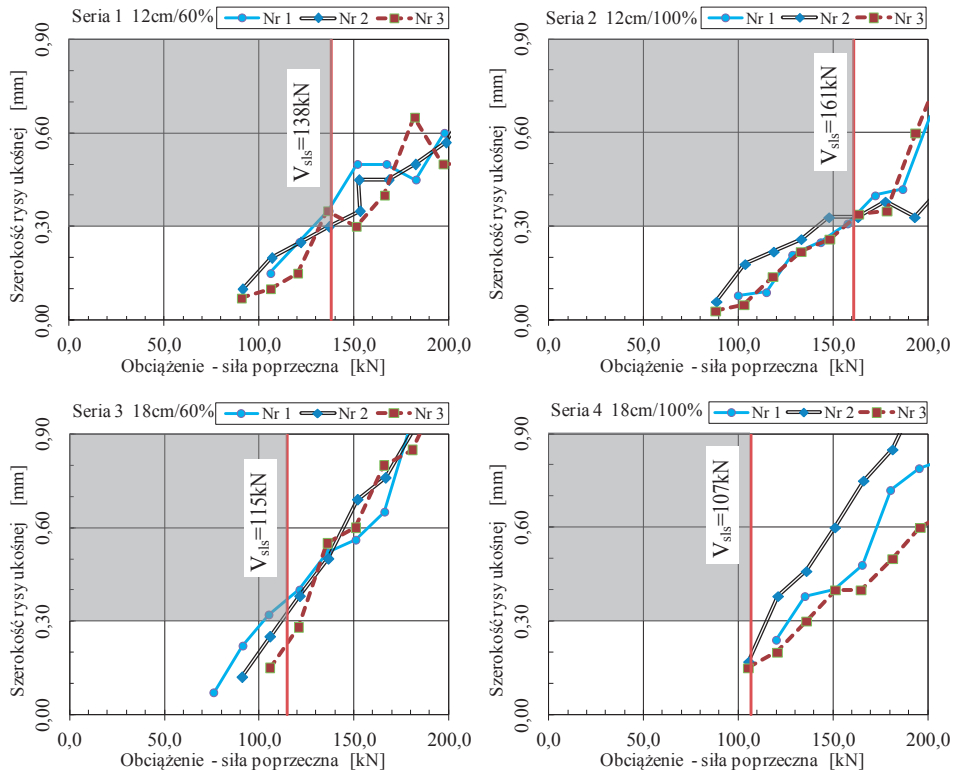 Seria 1 12cm/60% Nr 1 Nr 2 Nr 3
Szerokość rysy ukośnej [mm]
0,90
0,60
0,30
0,00
V_sls=138kN
0,0 50,0 100,0 150,0 200,0
Obciążenie - siła poprzeczna [kN]
Seria 2 12cm/100% Nr 1 Nr 2 Nr 3
Szerokość rysy ukośnej [mm]
0,90
0,60
0,30
0,00
V_sls=161kN
0,0 50,0 100,0 150,0 200,0
Obciążenie - siła poprzeczna [kN]
Seria 3 18cm/60% Nr 1 Nr 2 Nr 3
Szerokość rysy ukośnej [mm]
0,90
0,60
0,30
0,00
V_sls=115kN
0,0 50,0 100,0 150,0 200,0
Obciążenie - siła poprzeczna [kN]
Seria 4 18cm/100% Nr 1 Nr 2 Nr 3
Szerokość rysy ukośnej [mm]
0,90
0,60
0,30
0,00
V_sls=107kN
0,0 50,0 100,0 150,0 200,0
Obciążenie - siła poprzeczna [kN]